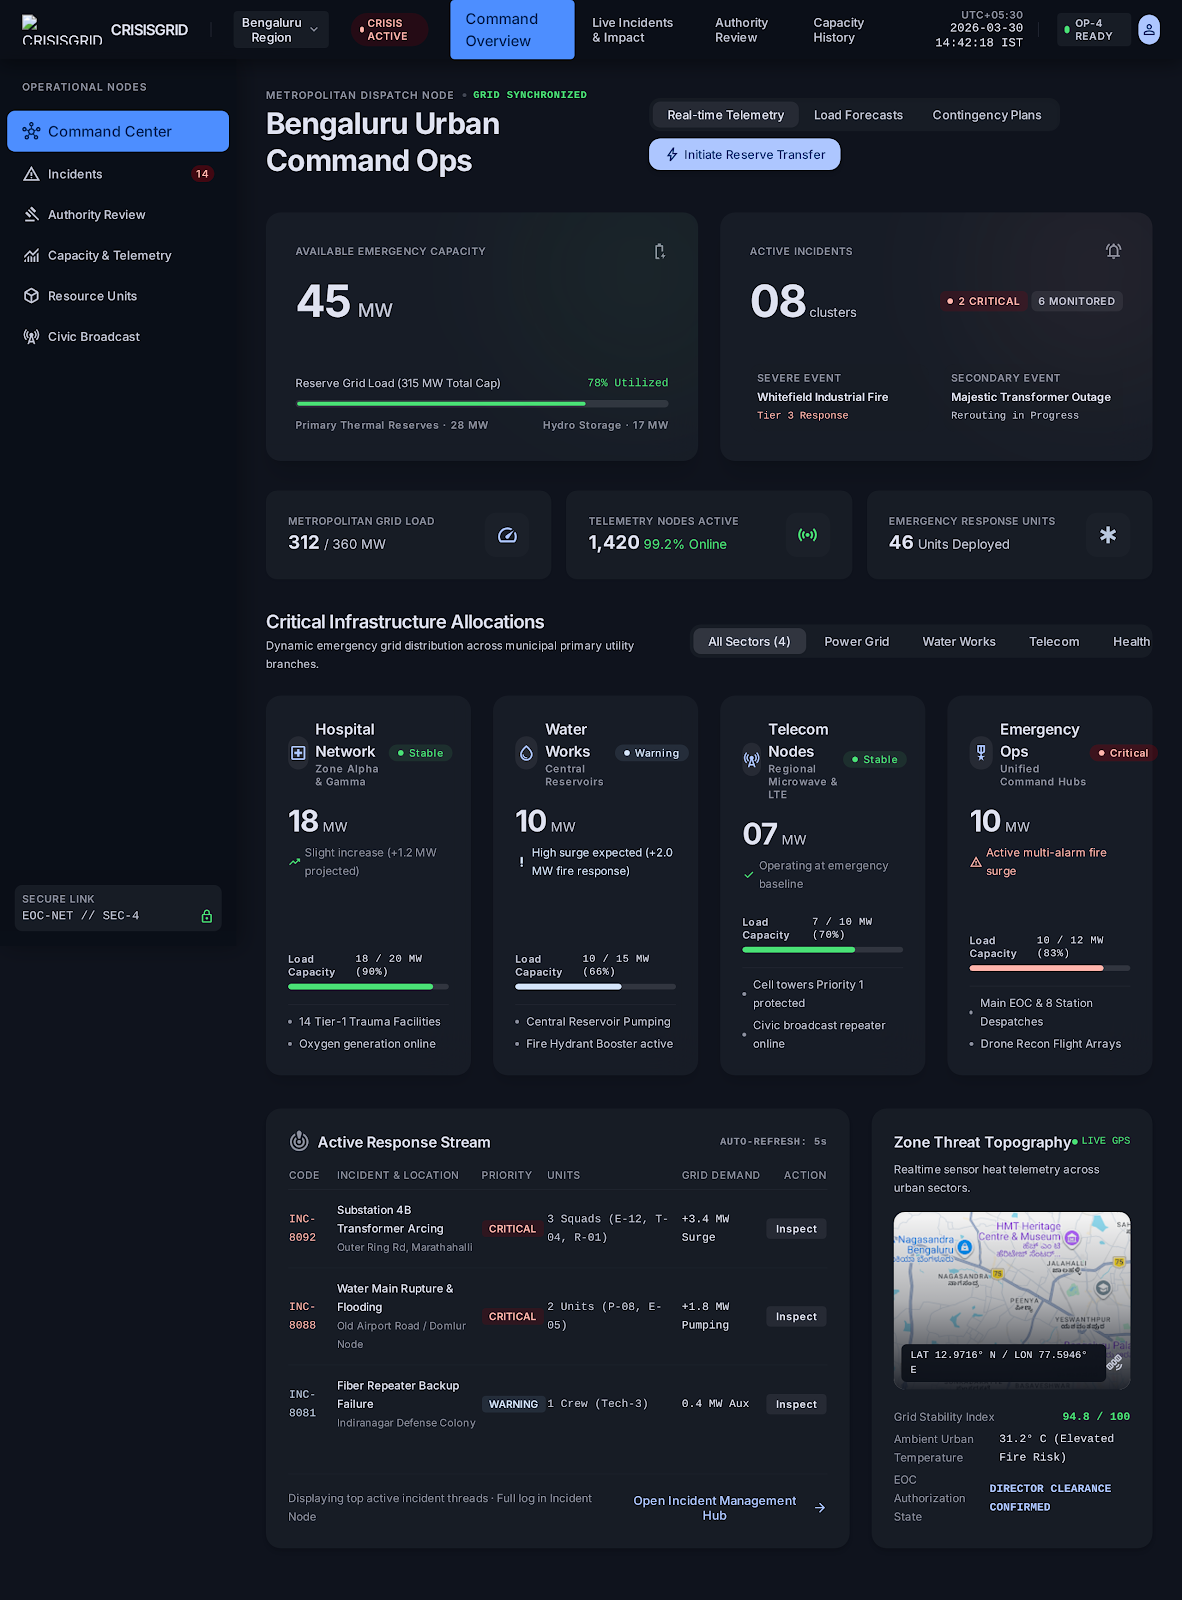 CRISISGRID
CRISISGRID
Bengaluru
Region
CRISIS
ACTIVE
Command
Overview
Live Incidents
& Impact
Authority
Review
Capacity
History
UTC+05:30
2026-03-30
14:42:18 IST
OP-4
READY
OPERATIONAL NODES
Command Center
Incidents
14
Authority Review
Capacity & Telemetry
Resource Units
Civic Broadcast
SECURE LINK
EOC-NET // SEC-4
METROPOLITAN DISPATCH NODE • GRID SYNCHRONIZED
Bengaluru Urban
Command Ops
Real-time Telemetry
Load Forecasts
Contingency Plans
Initiate Reserve Transfer
AVAILABLE EMERGENCY CAPACITY
45 MW
Reserve Grid Load (315 MW Total Cap)
78% Utilized
Primary Thermal Reserves · 28 MW
Hydro Storage · 17 MW
ACTIVE INCIDENTS
08 clusters
2 CRITICAL
6 MONITORED
SEVERE EVENT
Whitefield Industrial Fire
Tier 3 Response
SECONDARY EVENT
Majestic Transformer Outage
Rerouting in Progress
METROPOLITAN GRID LOAD
312 / 360 MW
TELEMETRY NODES ACTIVE
1,420 99.2% Online
EMERGENCY RESPONSE UNITS
46 Units Deployed
Critical Infrastructure Allocations
Dynamic emergency grid distribution across municipal primary utility
branches.
All Sectors (4)
Power Grid
Water Works
Telecom
Health
Hospital
Network
Zone Alpha
& Gamma
Stable
18 MW
Slight increase (+1.2 MW
projected)
Load
Capacity
18 / 20 MW
(90%)
• 14 Tier-1 Trauma Facilities
• Oxygen generation online
Water
Works
Central
Reservoirs
Warning
10 MW
High surge expected (+2.0
MW fire response)
Load
Capacity
10 / 15 MW
(66%)
• Central Reservoir Pumping
• Fire Hydrant Booster active
Telecom
Nodes
Regional
Microwave &
LTE
Stable
07 MW
Operating at emergency
baseline
Load
Capacity
7 / 10 MW
(70%)
• Cell towers Priority 1
protected
• Civic broadcast repeater
online
Emergency
Ops
Unified
Command Hubs
Critical
10 MW
Active multi-alarm fire
surge
Load
Capacity
10 / 12 MW
(83%)
• Main EOC & 8 Station
Despatches
• Drone Recon Flight Arrays
Active Response Stream
AUTO-REFRESH: 5s
CODE
INCIDENT & LOCATION
PRIORITY
UNITS
GRID DEMAND
ACTION
INC-
8092
Substation 4B
Transformer Arcing
Outer Ring Rd, Marathahalli
CRITICAL
3 Squads (E-12, T-
04, R-01)
+3.4 MW
Surge
Inspect
INC-
8088
Water Main Rupture &
Flooding
Old Airport Road / Domlur
Node
CRITICAL
2 Units (P-08, E-
05)
+1.8 MW
Pumping
Inspect
INC-
8081
Fiber Repeater Backup
Failure
Indiranagar Defense Colony
WARNING
1 Crew (Tech-3)
0.4 MW Aux
Inspect
Displaying top active incident threads · Full log in Incident
Node
Open Incident Management
Hub
Zone Threat Topography
LIVE GPS
Realtime sensor heat telemetry across
urban sectors.
HMT Heritage
Centre & Museum
Nagasandra
Bengaluru
JALAHALLI
ಜಾಲಹಳ್ಳಿ
75
75
NAGASANDRA
ನಾಗಸಂದ್ರ
PEENYA
ಪೀಣ್ಯ
YESWANTHPUR
ಯಶವಂತಪುರ
LAT 12.9716° N / LON 77.5946°
E
Grid Stability Index
94.8 / 100
Ambient Urban
Temperature
31.2° C (Elevated
Fire Risk)
EOC
Authorization
State
DIRECTOR CLEARANCE
CONFIRMED